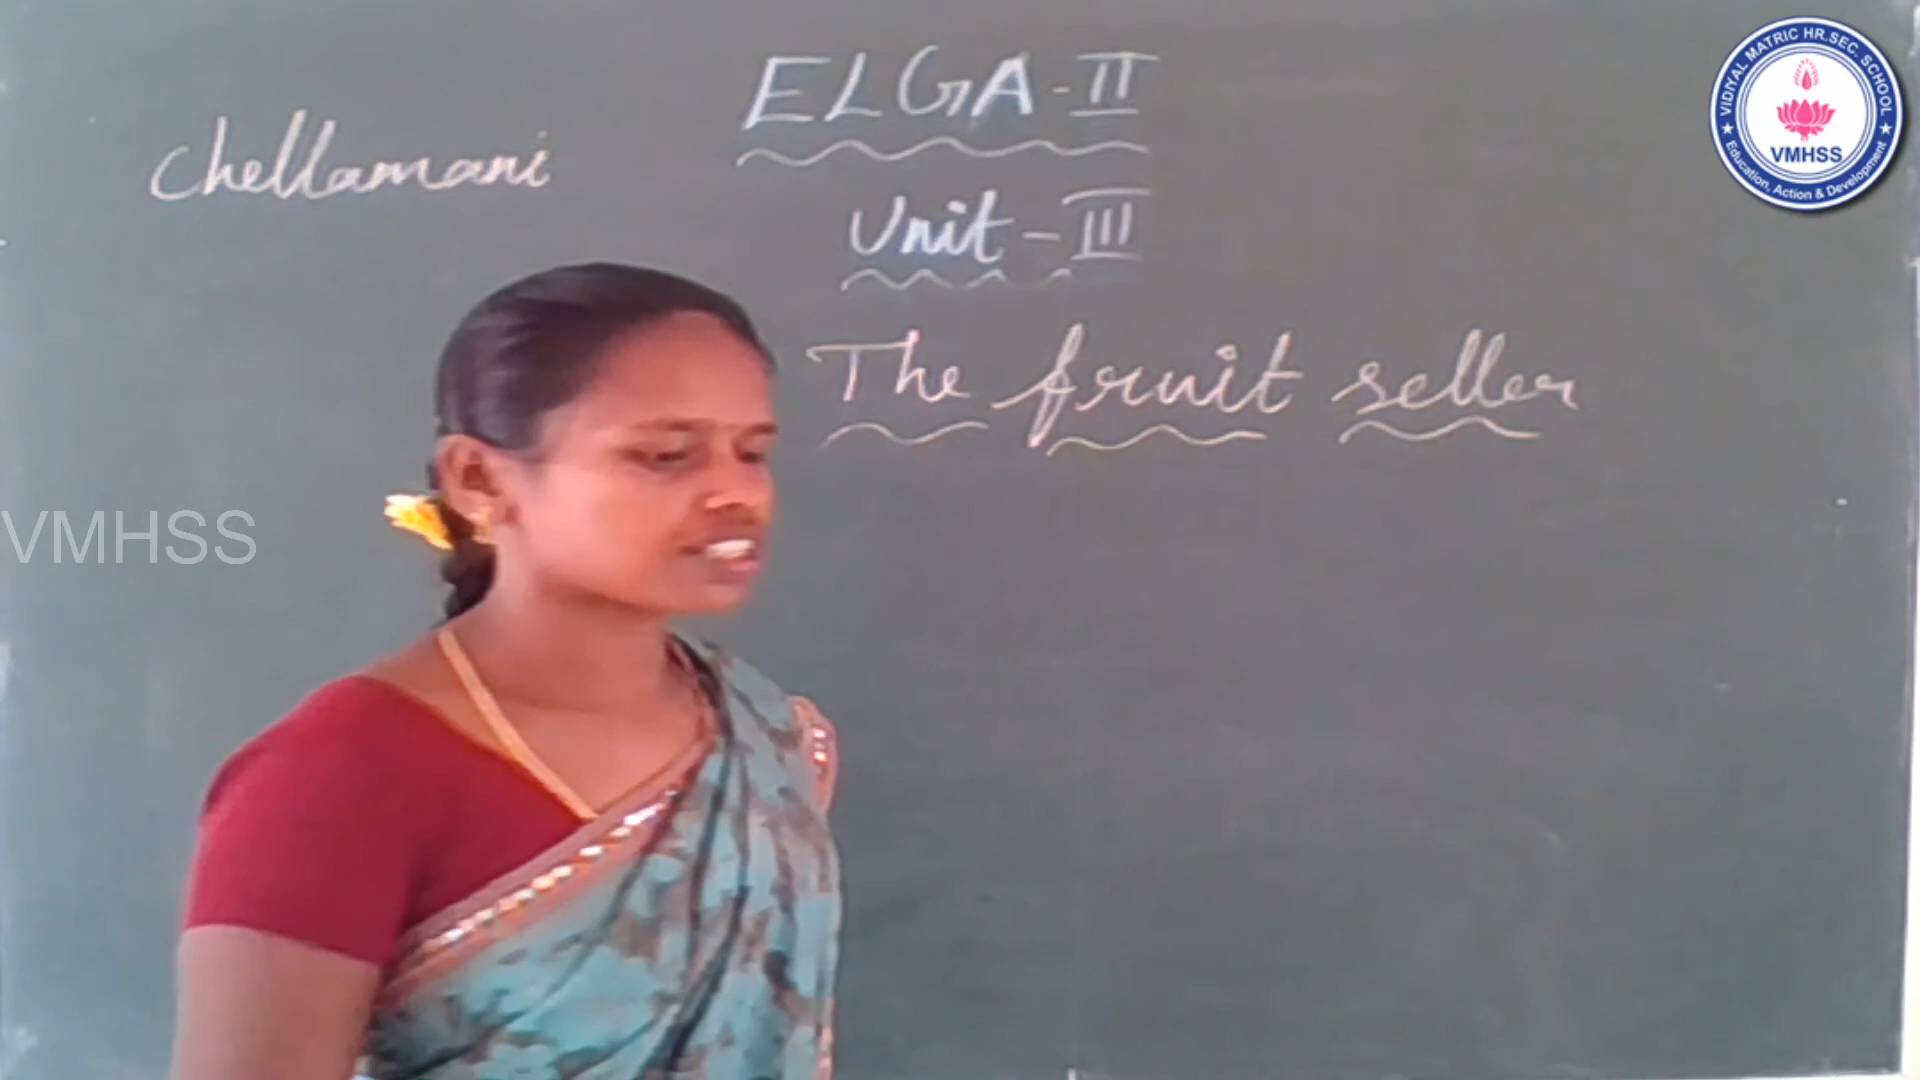 ELGA-II
Chellamani
Unit-III
The fruit seller
VIDIYAL MATRIC HR.SEC. SCHOOL
VMHSS
Education, Action & Development
VMHSS